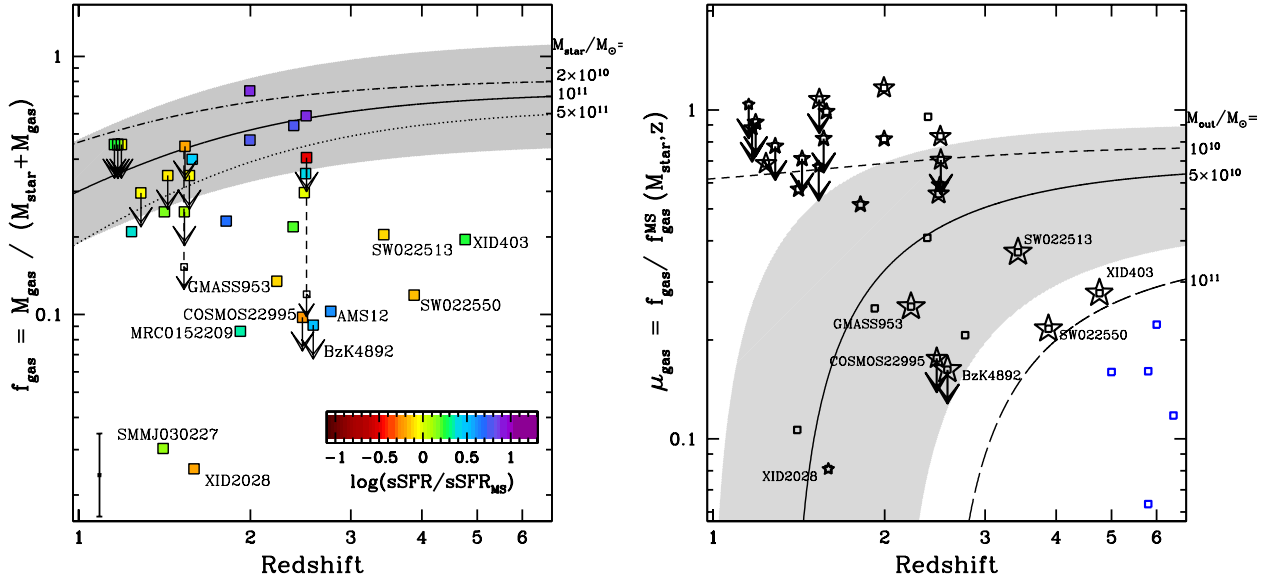 f_gas = M_gas / (M_star+M_gas)
1
0.1
M_star/M⊙=
2×10^10
10^11
5×10^11
GMASS953
COSMOS22995
MRC0152209
AMS12
BzK4892
SW022513
XID403
SW022550
SMMJ030227
XID2028
-1 -0.5 0 0.5 1
log(sSFR/sSFR_MS)
1 2 3 4 5 6
Redshift
μ_gas = f_gas/ f_gas^MS(M_star,z)
1
0.1
M_out/M⊙=
10^10
5×10^10
10^11
SW022513
XID403
GMASS953
SW022550
COSMOS22995
BzK4892
XID2028
1 2 3 4 5 6
Redshift